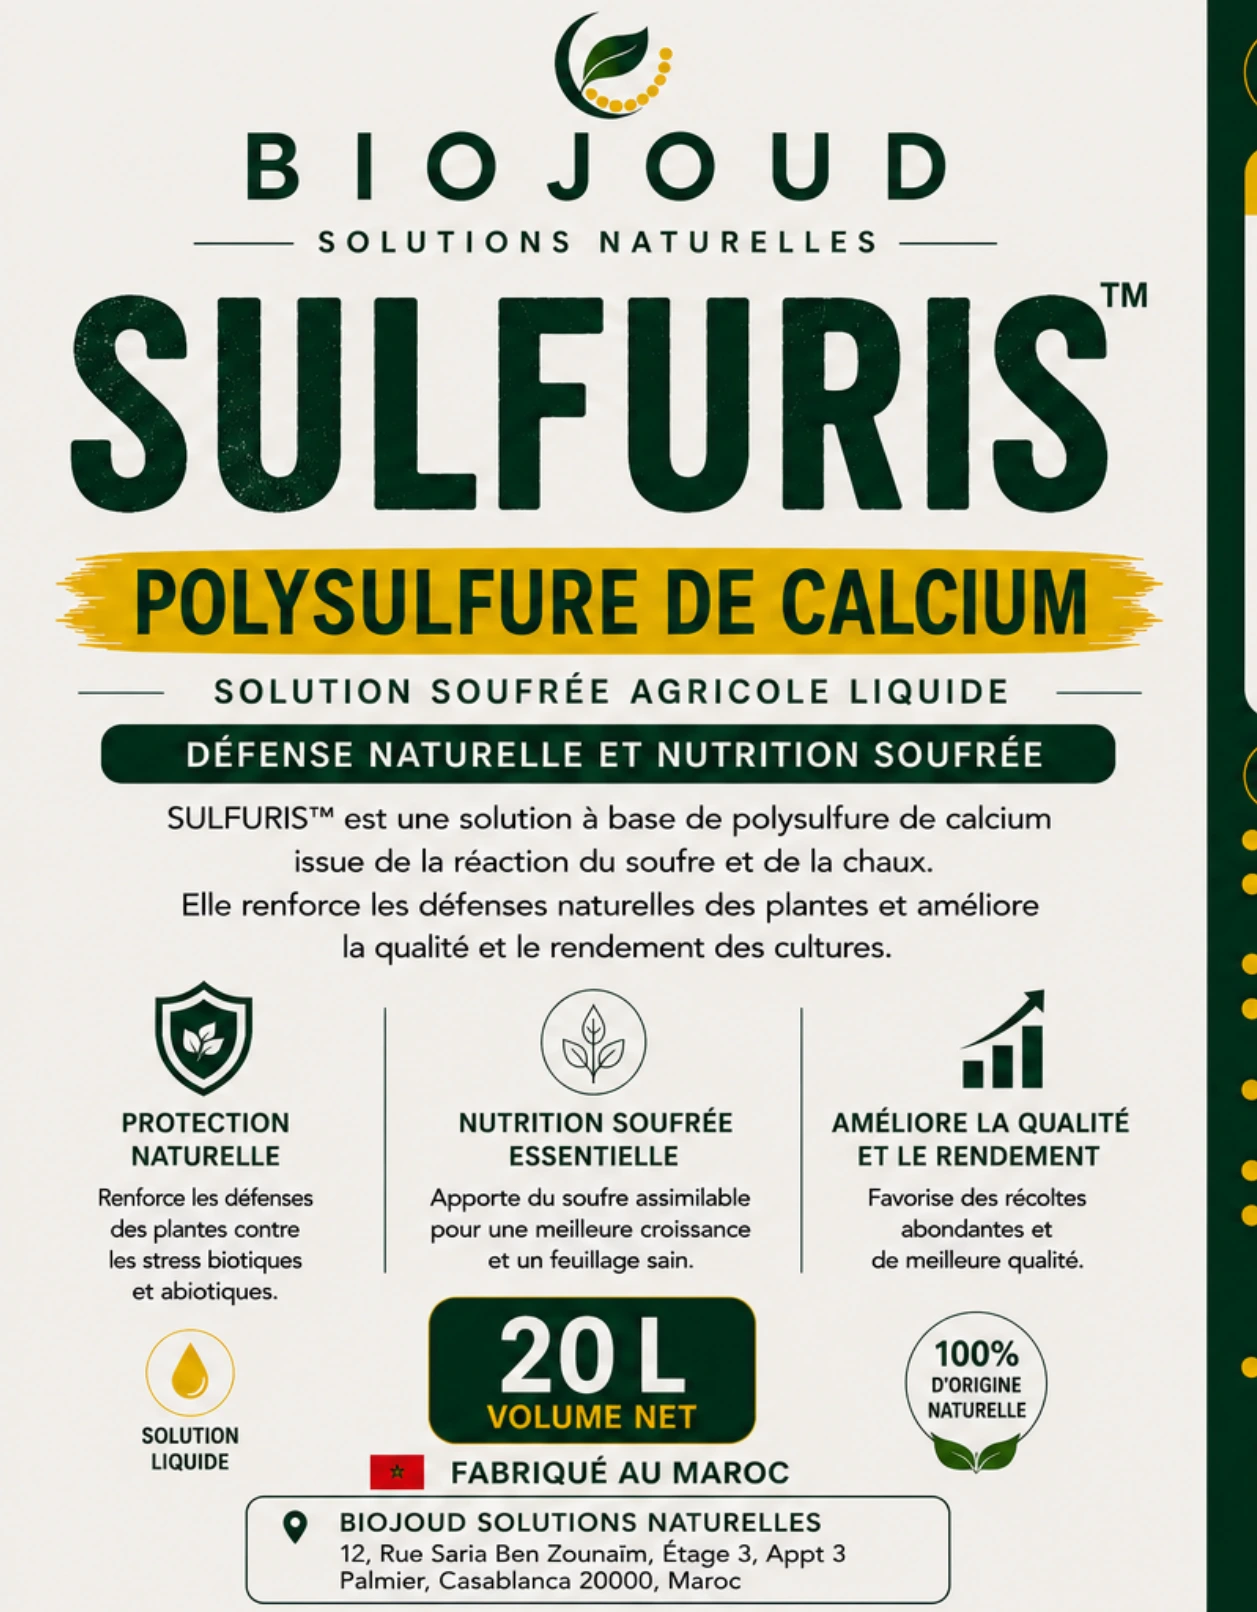 BIOJOUD
SOLUTIONS NATURELLES
SULFURIS™
POLYSULFURE DE CALCIUM
SOLUTION SOUFRÉE AGRICOLE LIQUIDE
DÉFENSE NATURELLE ET NUTRITION SOUFRÉE
SULFURIS™ est une solution à base de polysulfure de calcium
issue de la réaction du soufre et de la chaux.
Elle renforce les défenses naturelles des plantes et améliore
la qualité et le rendement des cultures.
PROTECTION
NATURELLE
Renforce les défenses
des plantes contre
les stress biotiques
et abiotiques.
NUTRITION SOUFRÉE
ESSENTIELLE
Apporte du soufre assimilable
pour une meilleure croissance
et un feuillage sain.
AMÉLIORE LA QUALITÉ
ET LE RENDEMENT
Favorise des récoltes
abondantes et
de meilleure qualité.
SOLUTION
LIQUIDE
20 L
VOLUME NET
100%
D'ORIGINE
NATURELLE
FABRIQUÉ AU MAROC
BIOJOUD SOLUTIONS NATURELLES
12, Rue Saria Ben Zounaïm, Étage 3, Appt 3
Palmier, Casablanca 20000, Maroc